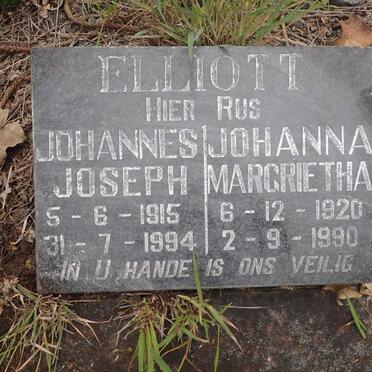 ELLIOTT
HIER RUS
JOHANNES JOSEPH
5-6-1915
31-7-1994
JOHANNA MARGRIETHA
6-12-1920
2-9-1990
IN U HANDE IS ONS VEILIG